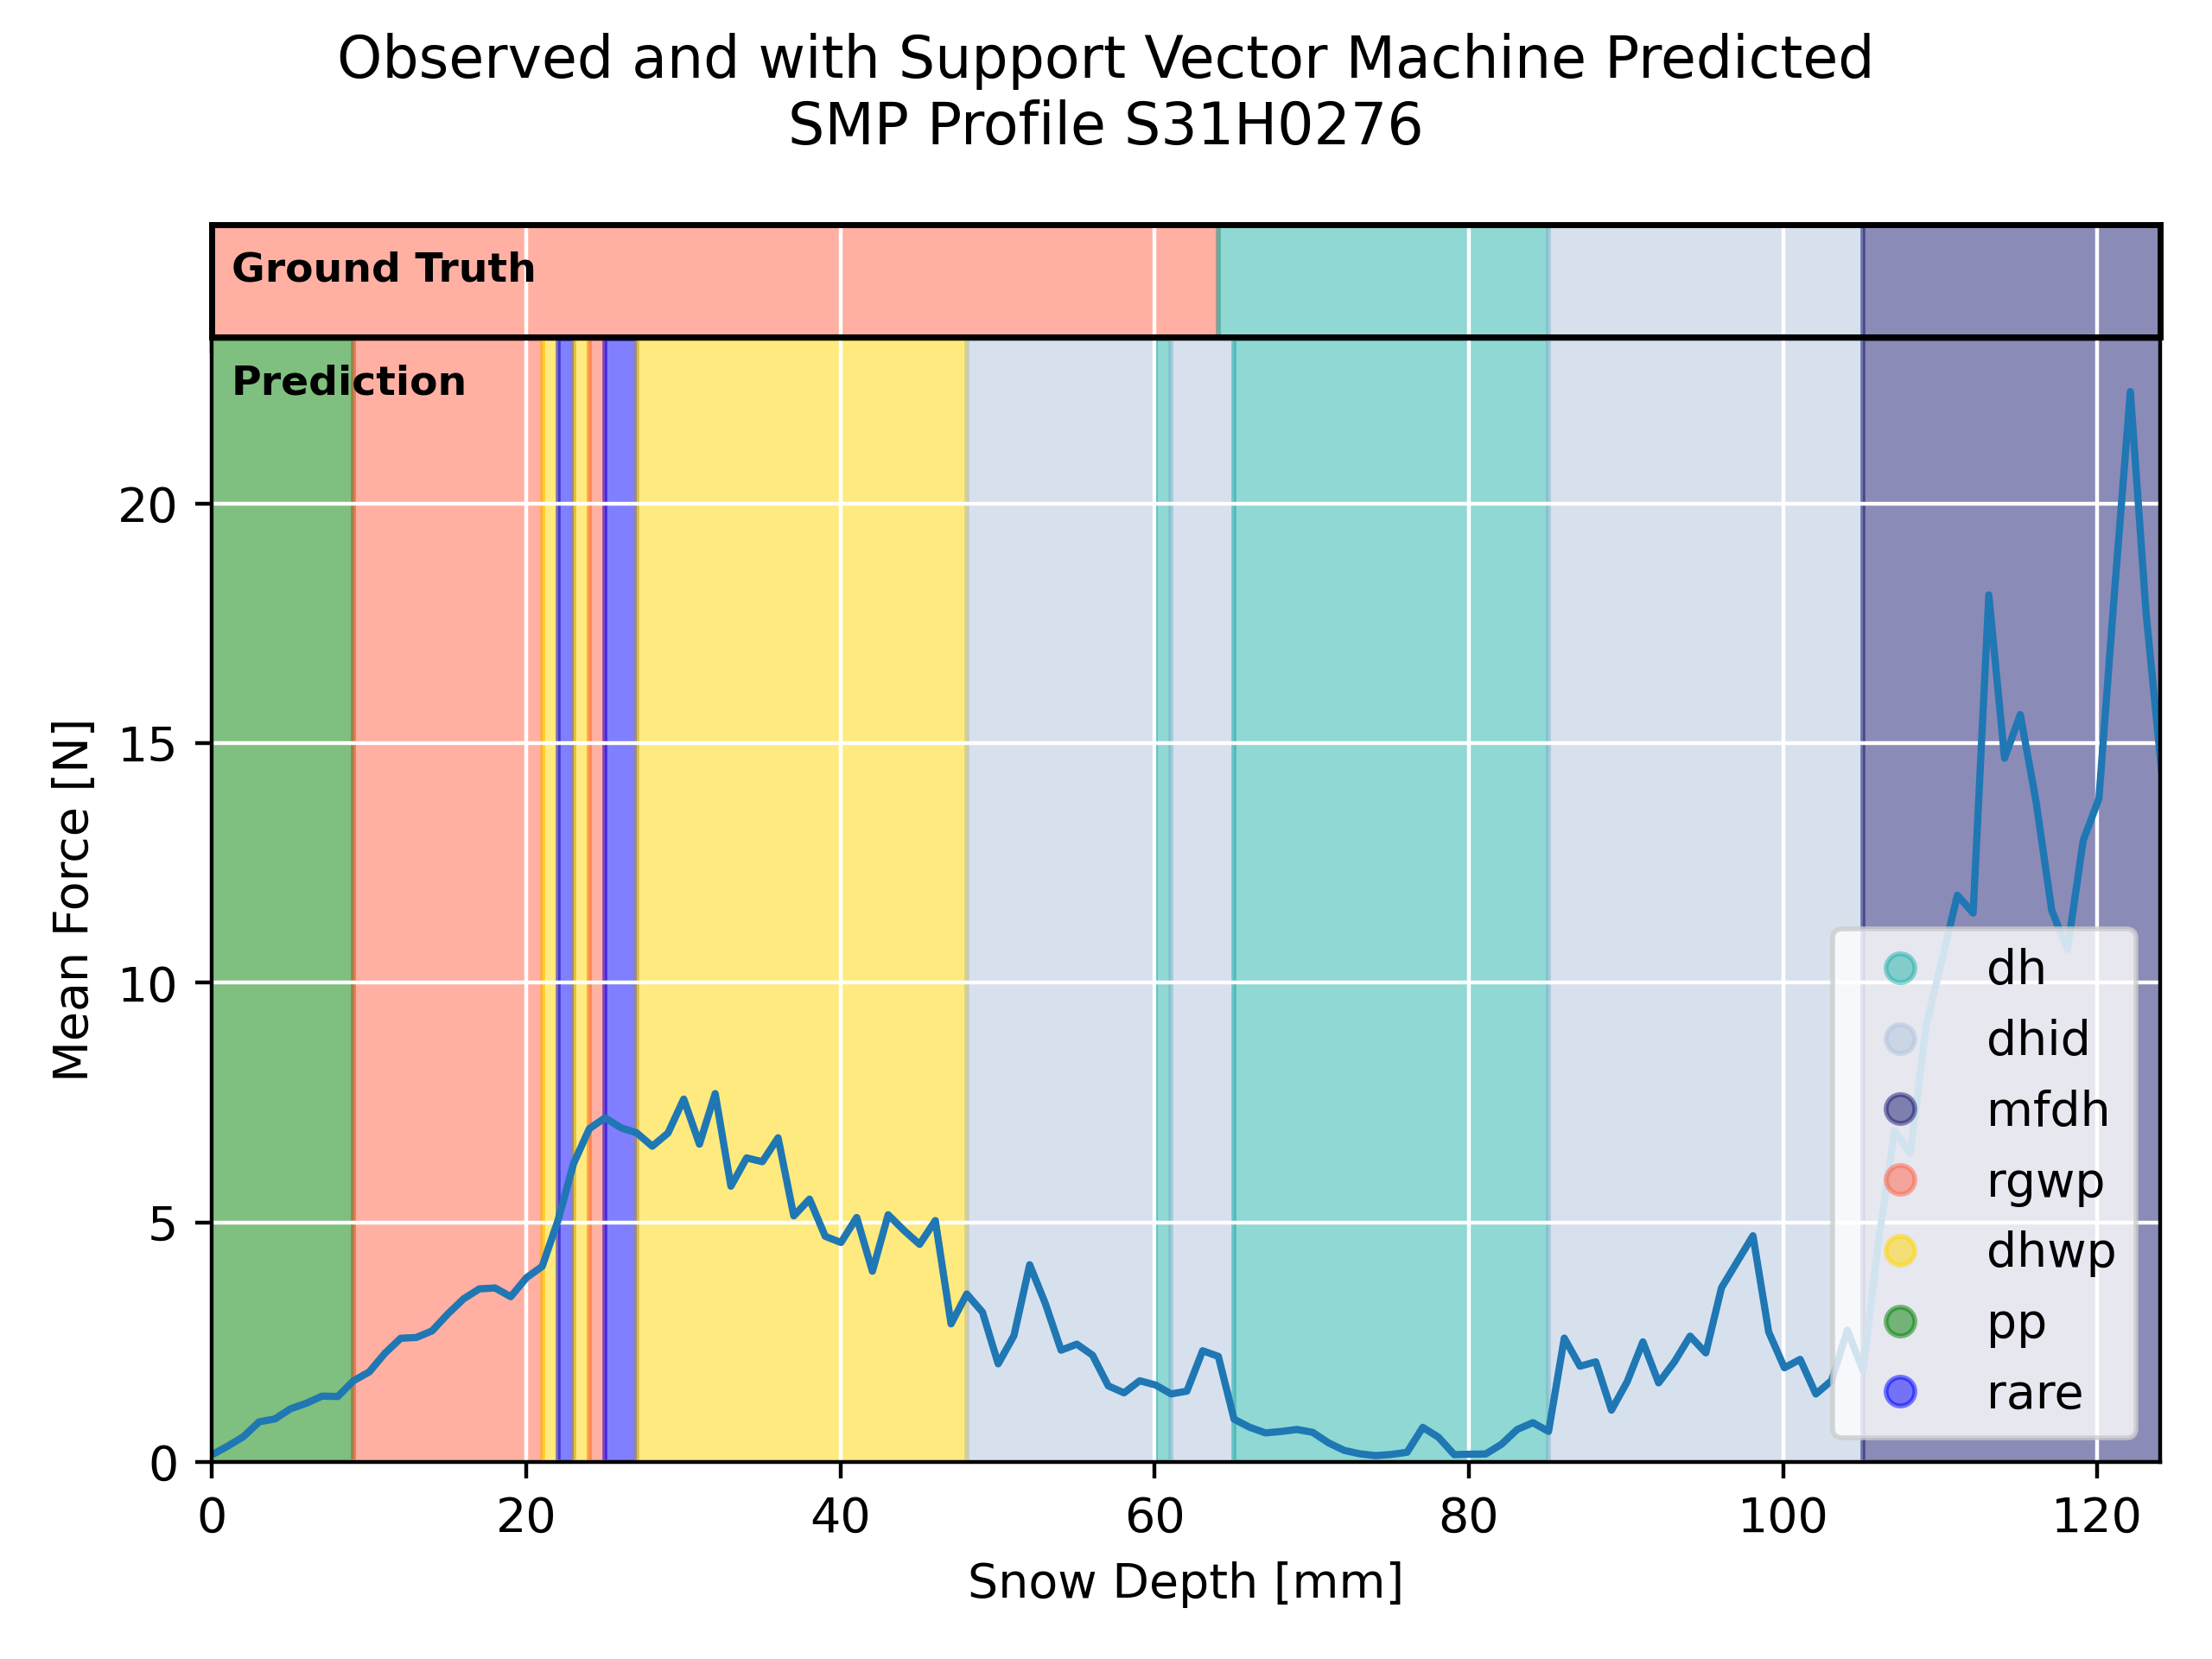 Observed and with Support Vector Machine Predicted
SMP Profile S31H0276
Ground Truth
Prediction
20
15
10
5
0
Mean Force [N]
dh
dhid
mfdh
rgwp
dhwp
pp
rare
0 20 40 60 80 100 120
Snow Depth [mm]